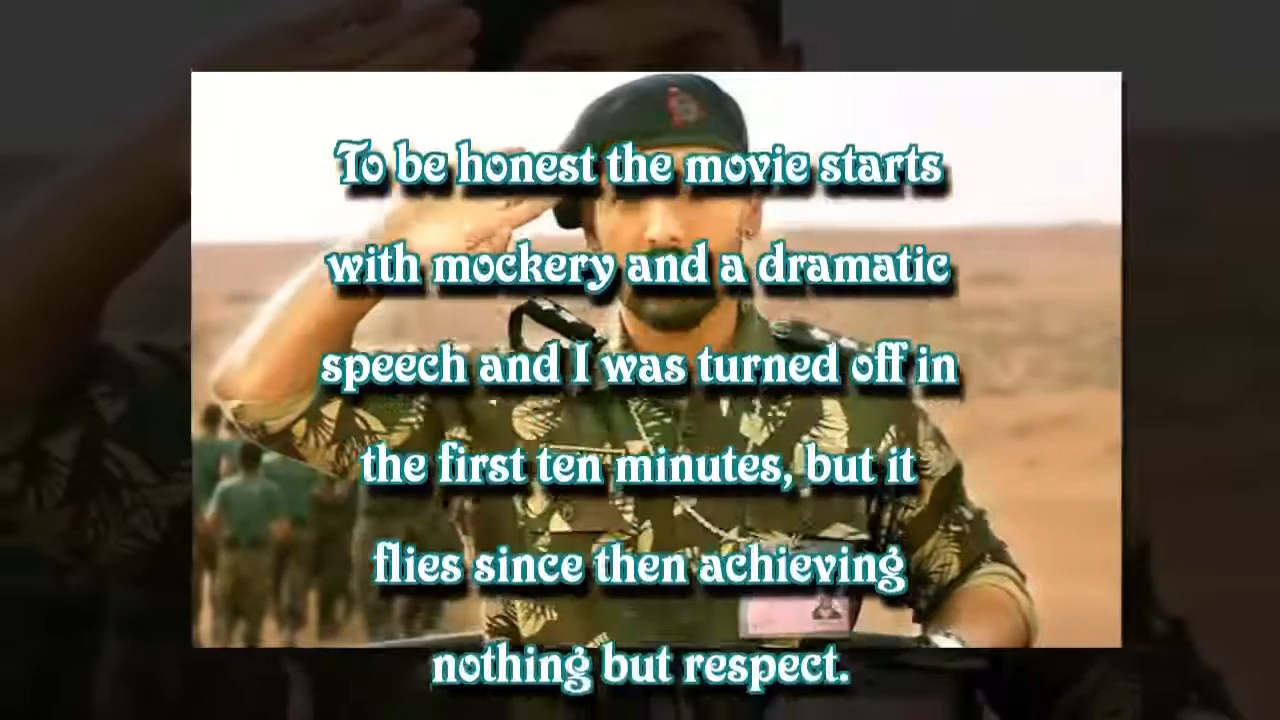 To be honest the movie starts
with mockery and a dramatic
speech and I was turned off in
the first ten minutes, but it
flies since then achieving
nothing but respect.